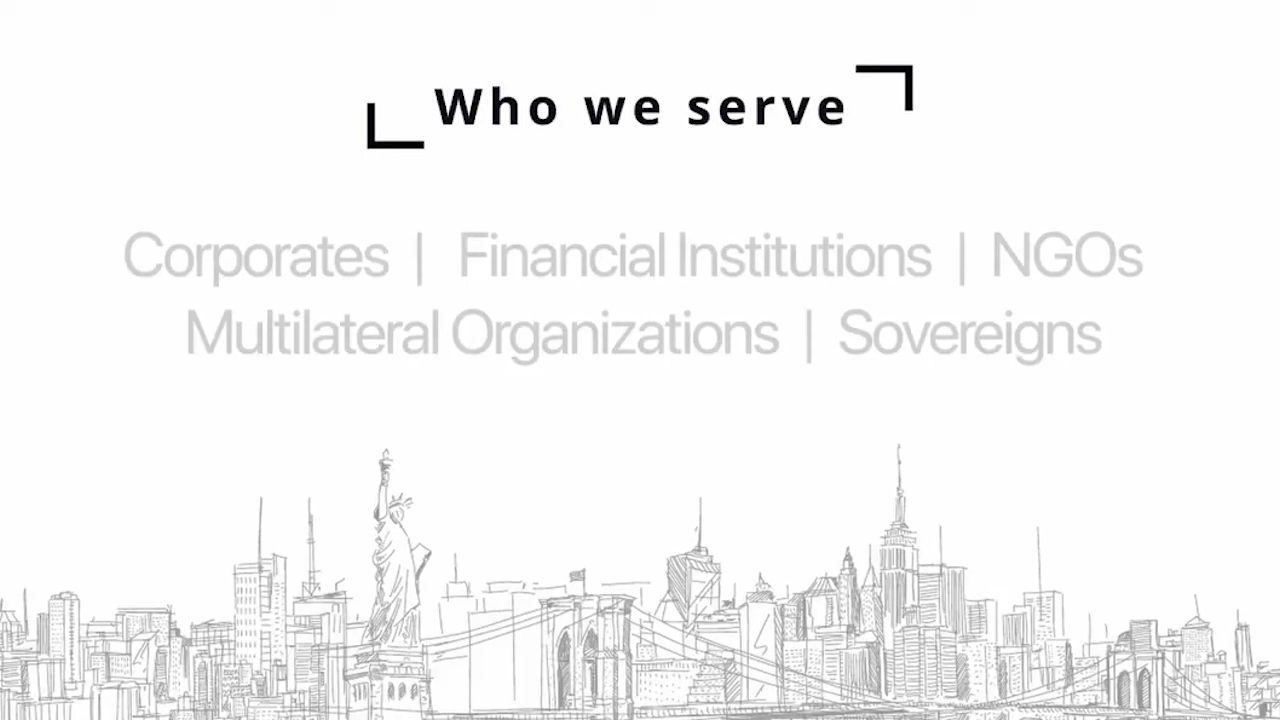 Who we serve
Corporates | Financial Institutions | NGOs
Multilateral Organizations | Sovereigns